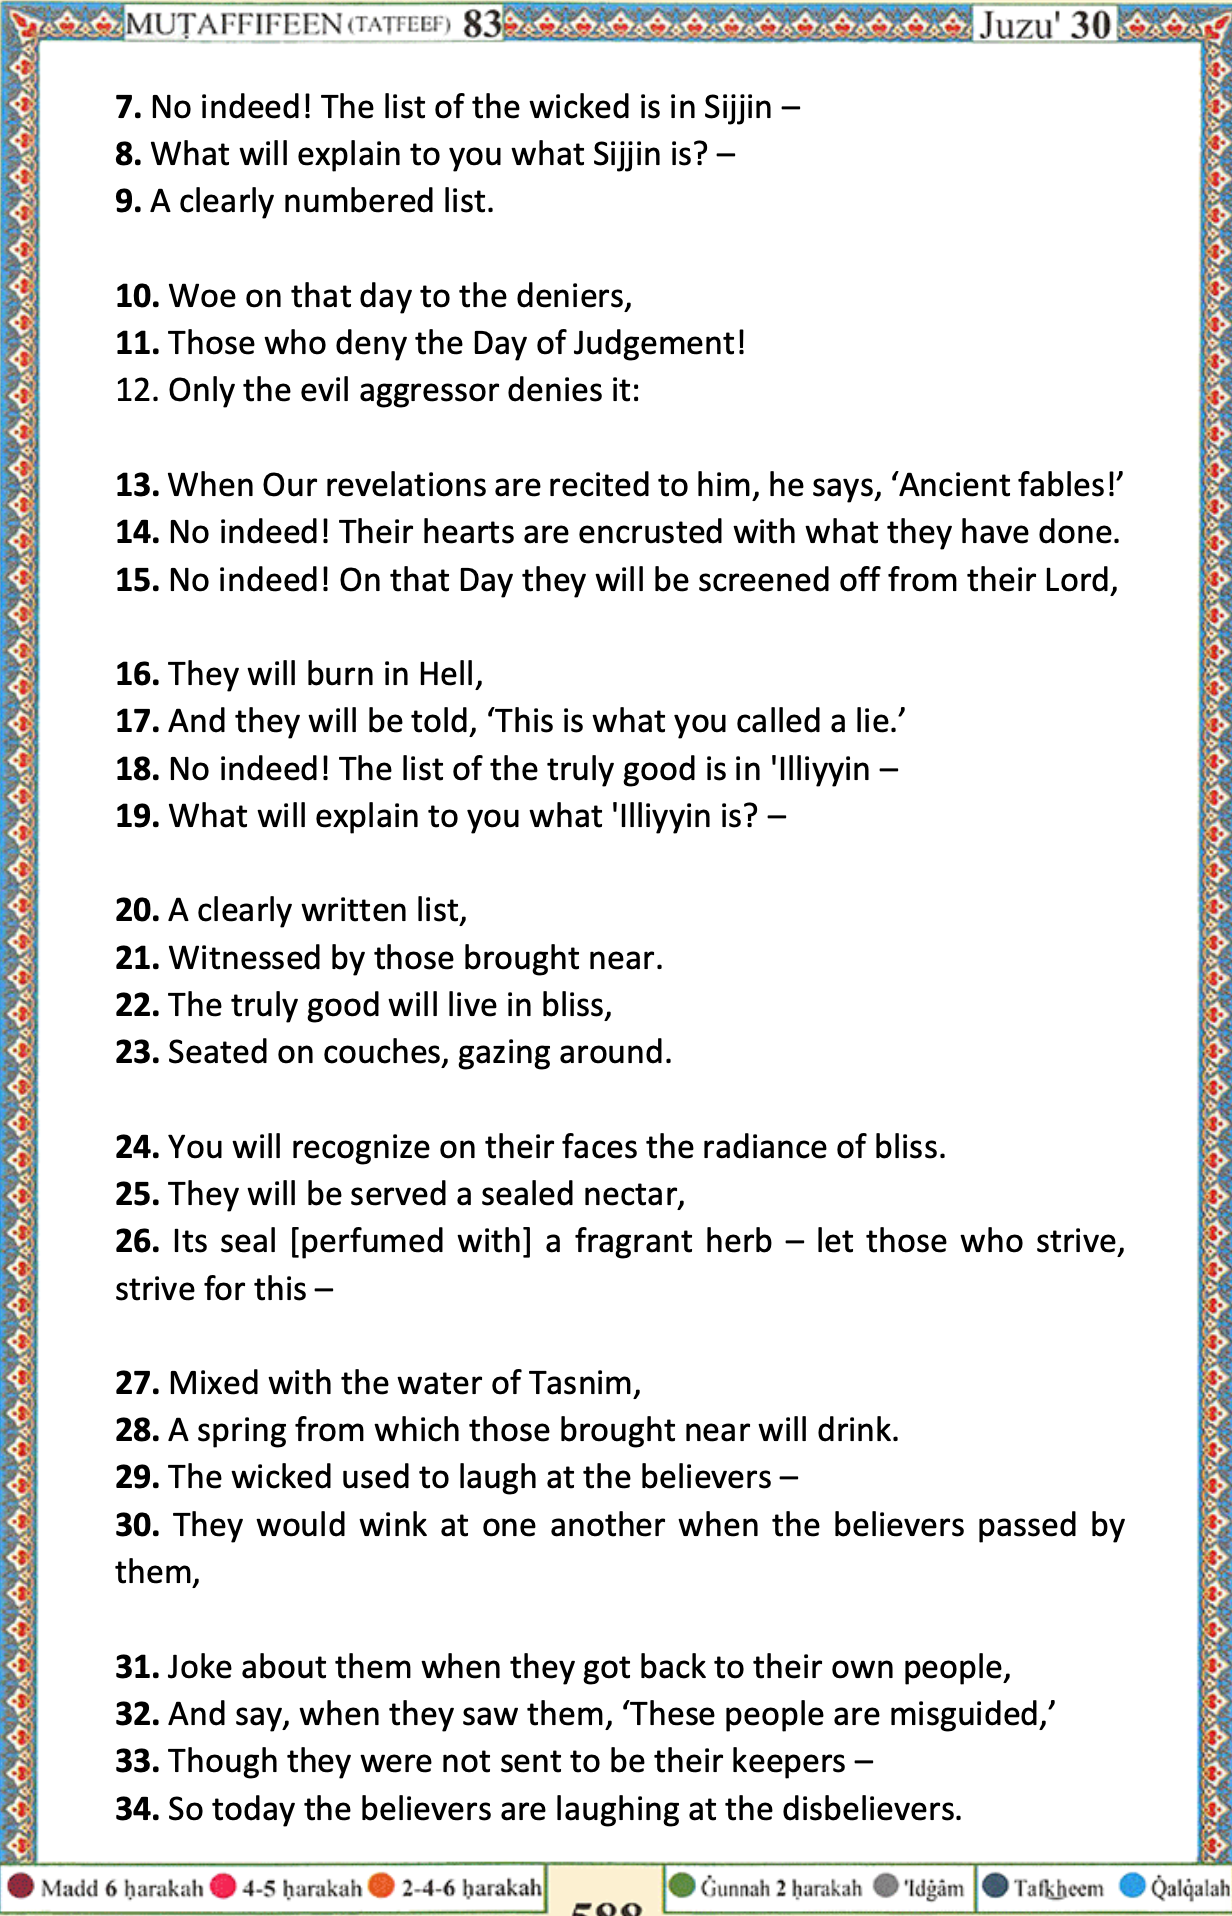 MUṬAFFIFEEN (TATFEEF) 83
Juzu' 30
7. No indeed! The list of the wicked is in Sijjin –
8. What will explain to you what Sijjin is? –
9. A clearly numbered list.
10. Woe on that day to the deniers,
11. Those who deny the Day of Judgement!
12. Only the evil aggressor denies it:
13. When Our revelations are recited to him, he says, ‘Ancient fables!’
14. No indeed! Their hearts are encrusted with what they have done.
15. No indeed! On that Day they will be screened off from their Lord,
16. They will burn in Hell,
17. And they will be told, ‘This is what you called a lie.’
18. No indeed! The list of the truly good is in 'Illiyyin –
19. What will explain to you what 'Illiyyin is? –
20. A clearly written list,
21. Witnessed by those brought near.
22. The truly good will live in bliss,
23. Seated on couches, gazing around.
24. You will recognize on their faces the radiance of bliss.
25. They will be served a sealed nectar,
26. Its seal [perfumed with] a fragrant herb – let those who strive,
strive for this –
27. Mixed with the water of Tasnim,
28. A spring from which those brought near will drink.
29. The wicked used to laugh at the believers –
30. They would wink at one another when the believers passed by
them,
31. Joke about them when they got back to their own people,
32. And say, when they saw them, ‘These people are misguided,’
33. Though they were not sent to be their keepers –
34. So today the believers are laughing at the disbelievers.
Madd 6 ḥarakah 4-5 ḥarakah 2-4-6 ḥarakah
588
Ġunnah 2 ḥarakah 'Idġâm Tafkheem Q̇alq̇alah